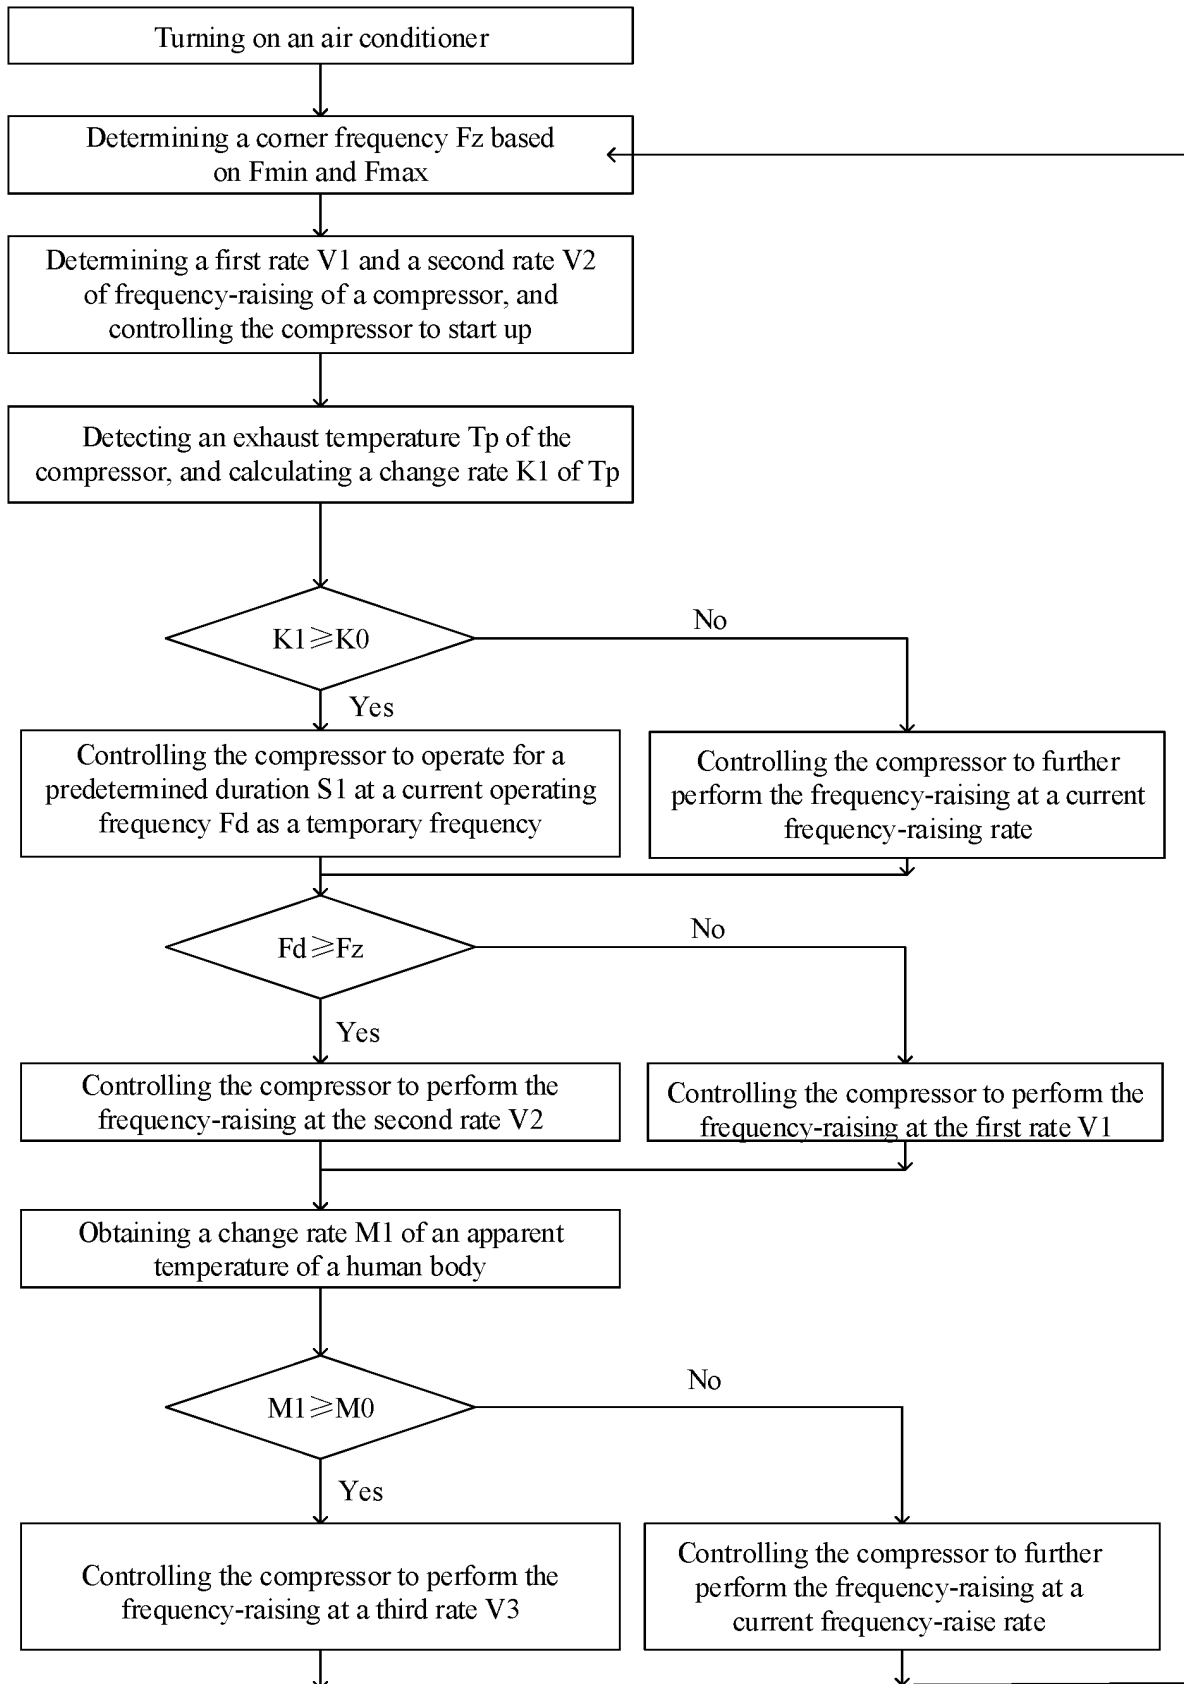 Turning on an air conditioner
Determining a corner frequency Fz based
on Fmin and Fmax
Determining a first rate V1 and a second rate V2
of frequency-raising of a compressor, and
controlling the compressor to start up
Detecting an exhaust temperature Tp of the
compressor, and calculating a change rate K1 of Tp
K1⩾K0
No
Yes
Controlling the compressor to operate for a
predetermined duration S1 at a current operating
frequency Fd as a temporary frequency
Controlling the compressor to further
perform the frequency-raising at a current
frequency-raising rate
Fd⩾Fz
No
Yes
Controlling the compressor to perform the
frequency-raising at the second rate V2
Controlling the compressor to perform the
frequency-raising at the first rate V1
Obtaining a change rate M1 of an apparent
temperature of a human body
M1⩾M0
No
Yes
Controlling the compressor to perform the
frequency-raising at a third rate V3
Controlling the compressor to further
perform the frequency-raising at a
current frequency-raise rate